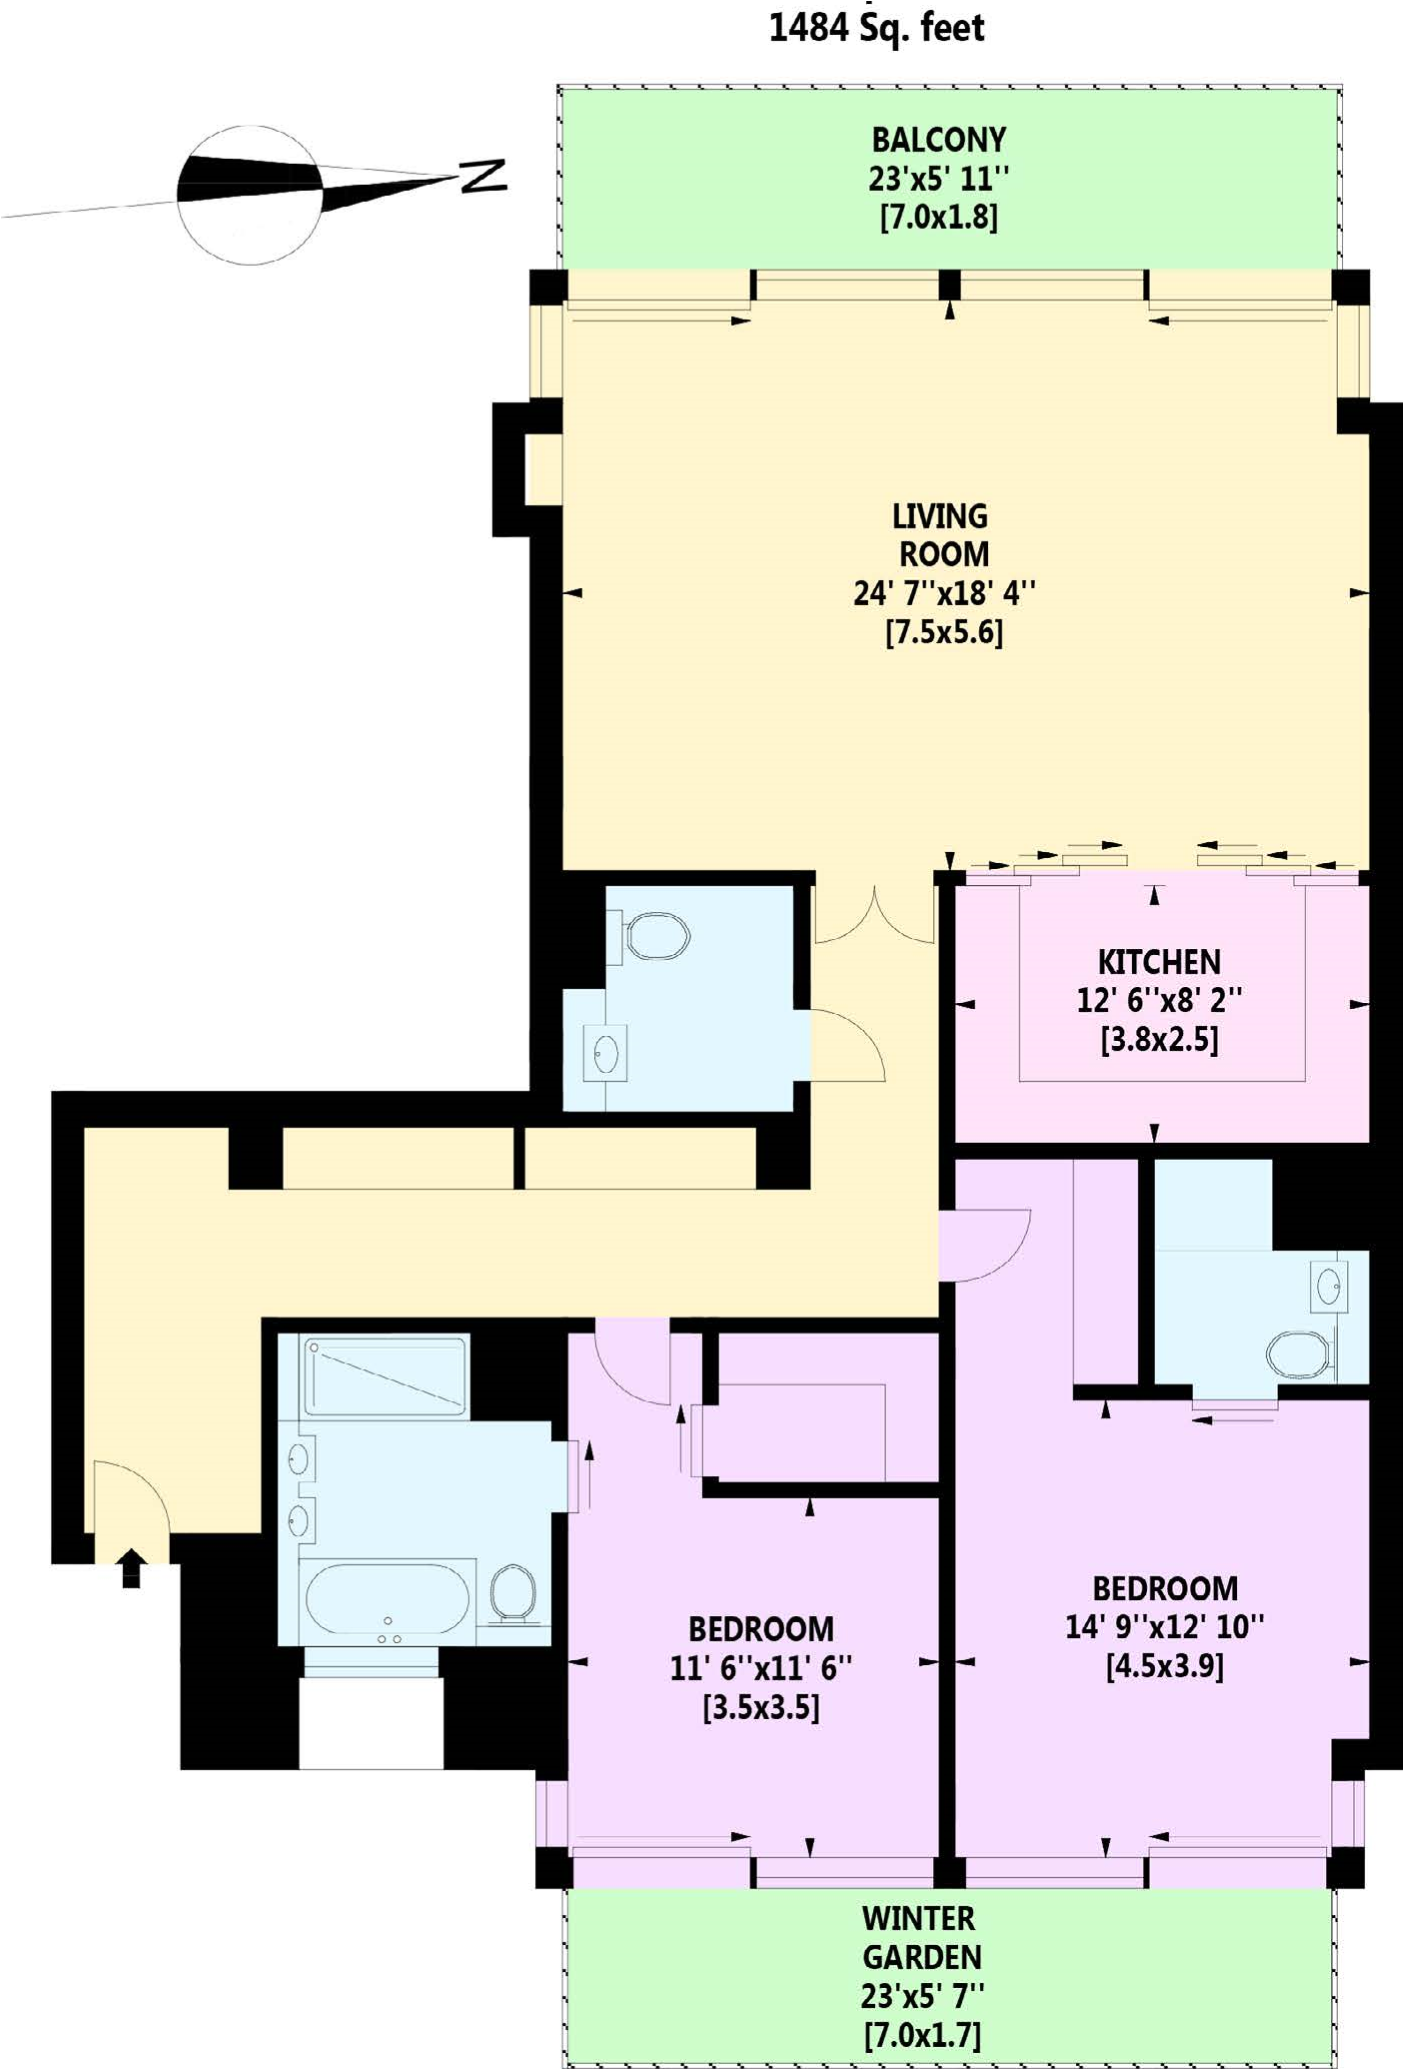 1484 Sq. feet
N
BALCONY
23'x5' 11''
[7.0x1.8]
LIVING
ROOM
24' 7''x18' 4''
[7.5x5.6]
KITCHEN
12' 6''x8' 2''
[3.8x2.5]
BEDROOM
14' 9''x12' 10''
[4.5x3.9]
BEDROOM
11' 6''x11' 6''
[3.5x3.5]
WINTER
GARDEN
23'x5' 7''
[7.0x1.7]